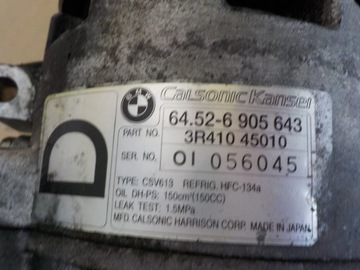 BMW Calsonic Kansei
64.52-6 905 643
PART NO. 3R410 45010
SER. NO. OI 056045
D
TYPE: CSV613 REFRIG. HFC-134a
OIL DH-PS: 150cm³(150CC)
LEAK TEST: 1.5MPa
MFD. CALSONIC HARRISON CORP. MADE IN JAPAN